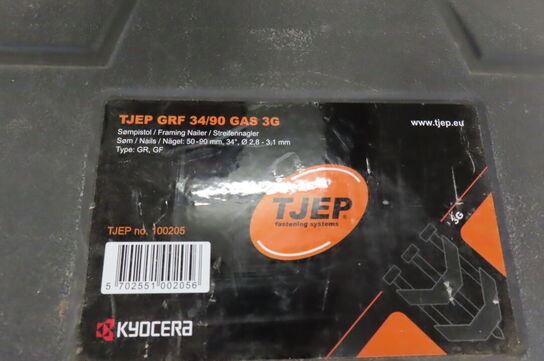 TJEP GRF 34/90 GAS 3G
www.tjep.eu
Sømpistol / Framing Nailer / Streifennagler
Søm / Nails / Nägel: 50-90 mm, 34°, Ø 2,8 - 3,1 mm
Type: GR, GF
TJEP®
fastening systems
3G
TJEP no. 100205
5 702551 002056
KYOCERA